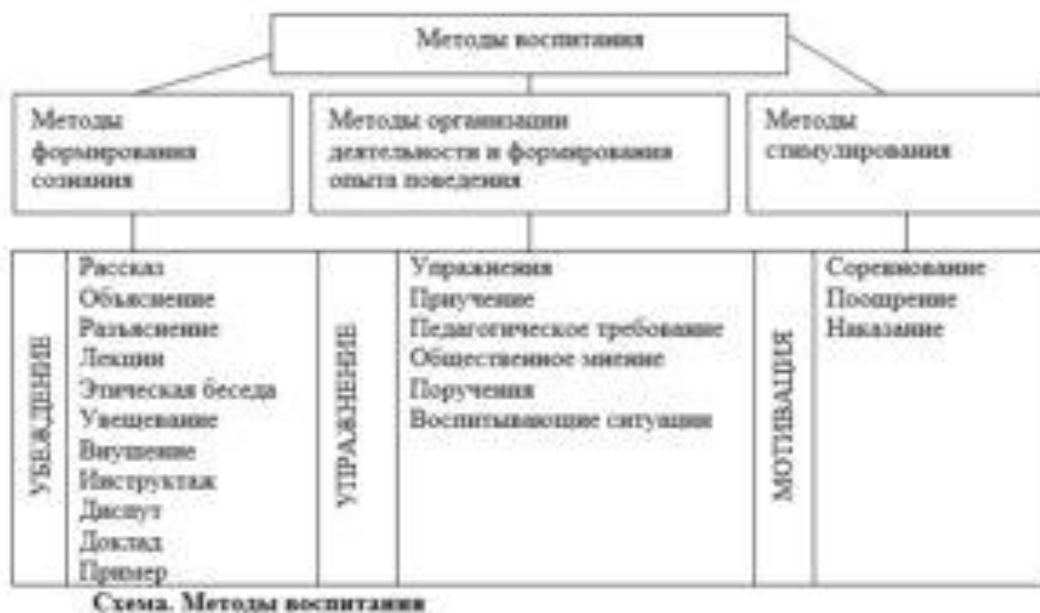 Методы воспитания
Методы
формирования
сознания
Методы организации
деятельности и формирования
опыта поведения
Методы
стимулирования
УБЕЖДЕНИЕ
Рассказ
Объяснение
Разъяснение
Лекции
Этическая беседа
Увещевание
Внушение
Инструктаж
Диспут
Доклад
Пример
УПРАЖНЕНИЕ
Упражнения
Приучение
Педагогическое требование
Общественное мнение
Поручения
Воспитывающие ситуации
МОТИВАЦИЯ
Соревнование
Поощрение
Наказание
Схема. Методы воспитания